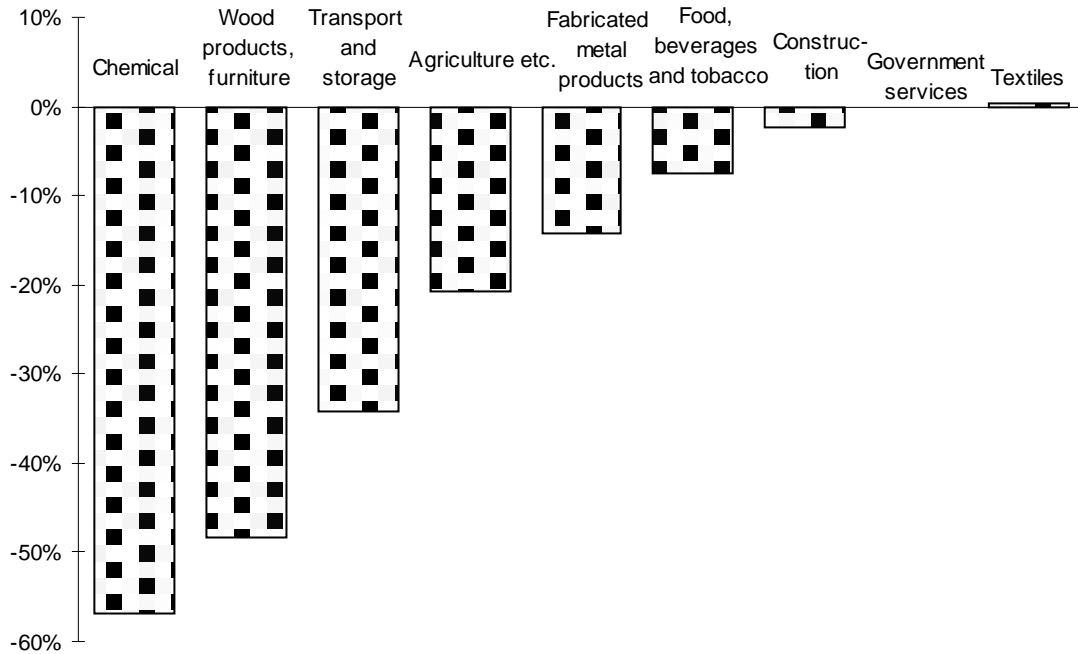 10%
0%
-10%
-20%
-30%
-40%
-50%
-60%
Chemical
Wood
products,
furniture
Transport
and
storage
Agriculture etc.
Fabricated
metal
products
Food,
beverages
and tobacco
Construc-
tion
Government
services
Textiles